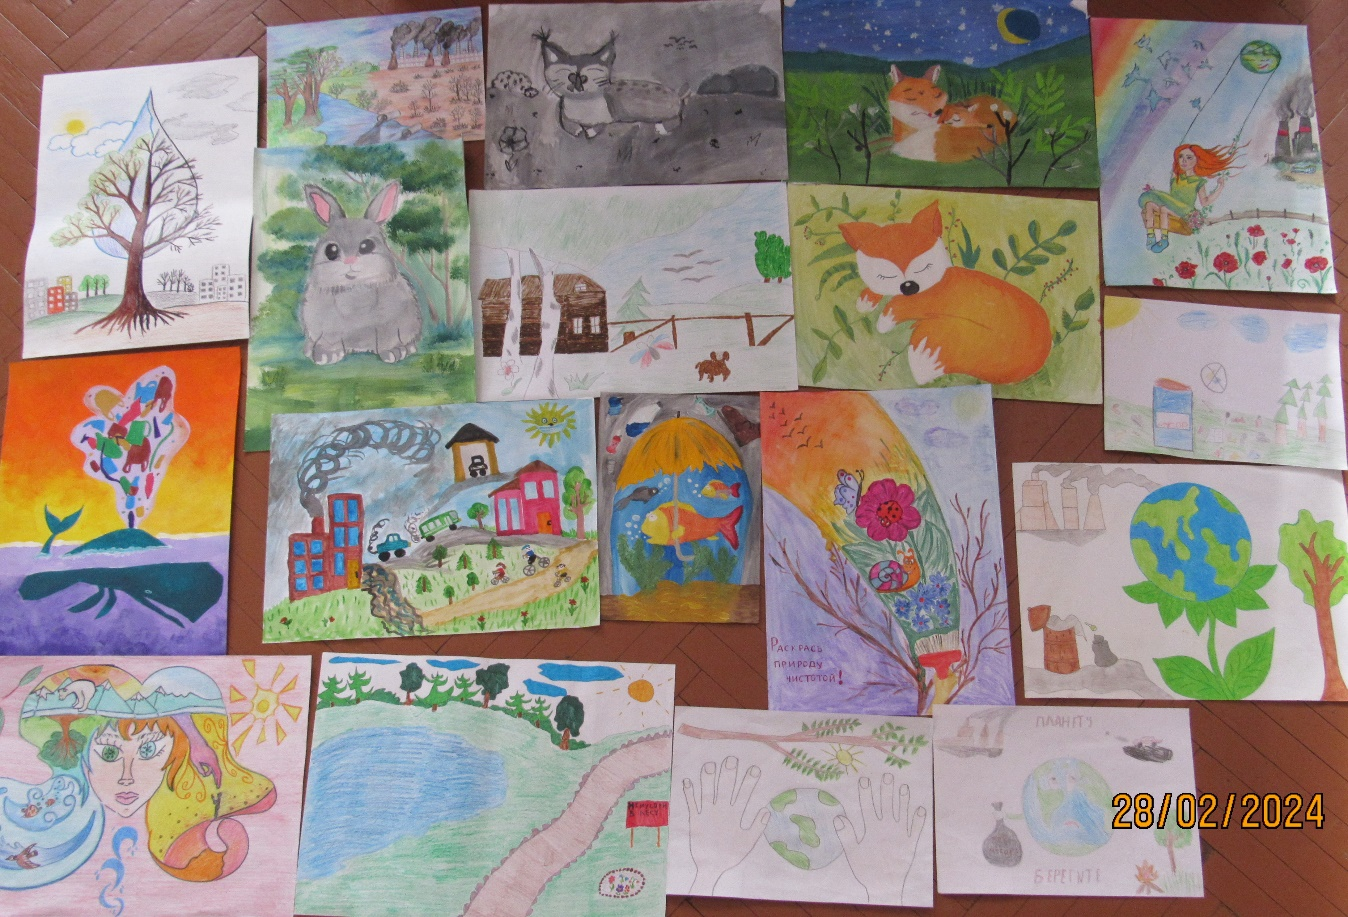 РАСКРАСЬ
ПРИРОДУ
ЧИСТОТОЙ!
ПЛАНЕТУ
БЕРЕГИТЕ
28/02/2024